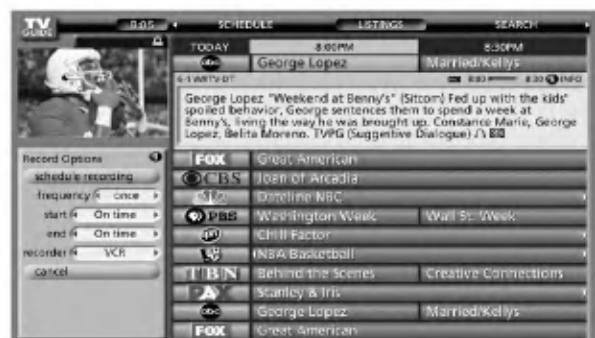 TV GUIDE 8:05 SCHEDULE LISTINGS SEARCH
TODAY 8:00PM 8:30PM
abc George Lopez Married/Kellys
6-1 WRTV-DT 8:00 8:30 INFO
George Lopez "Weekend at Benny's" (Sitcom) Fed up with the kids'
spoiled behavior, George sentences them to spend a week at
Benny's, living the way he was brought up. Constance Marie, George
Lopez, Belita Moreno. TVPG (Suggestive Dialogue)
Record Options
schedule recording
frequency once
start On time
end On time
recorder VCR
cancel
FOX Great American
CBS Joan of Arcadia
Dateline NBC
PBS Washington Week Wall St. Week
Chill Factor
NBA Basketball
TBN Behind the Scenes Creative Connections
PAX Stanley & Iris
abc George Lopez Married/Kellys
FOX Great American